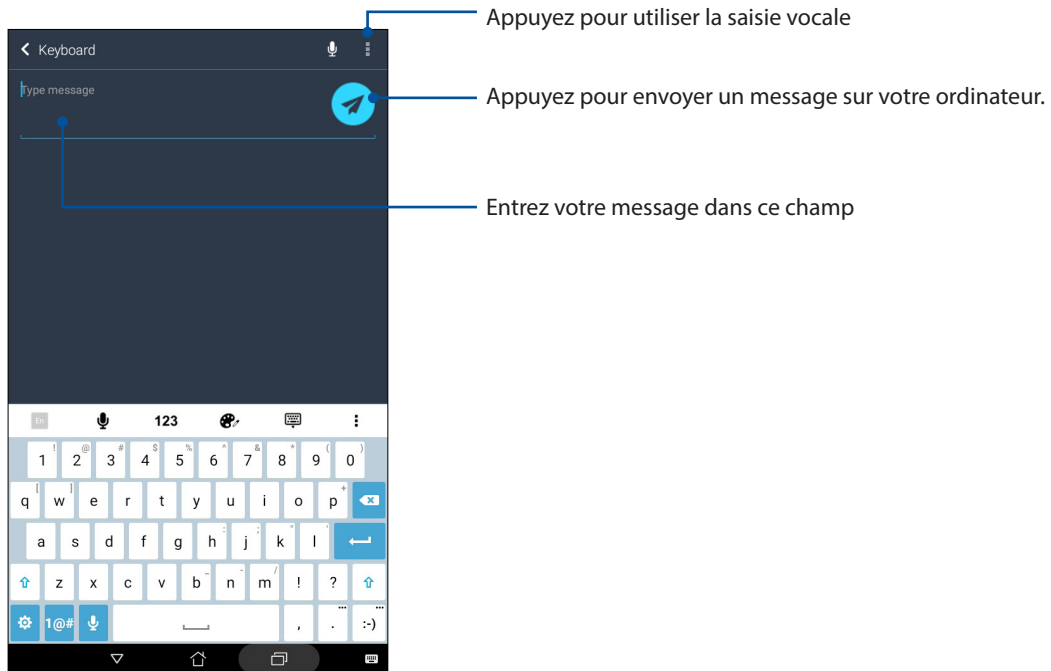 Appuyez pour utiliser la saisie vocale
Keyboard
Type message
Appuyez pour envoyer un message sur votre ordinateur.
Entrez votre message dans ce champ
En 123
! @ # $ % ^ & * ( )
1 2 3 4 5 6 7 8 9 0
[ ] +
q w e r t y u i o p
: ; " '
a s d f g h j k l
_ - /
z x c v b n m ! ?
1@# , . :-)